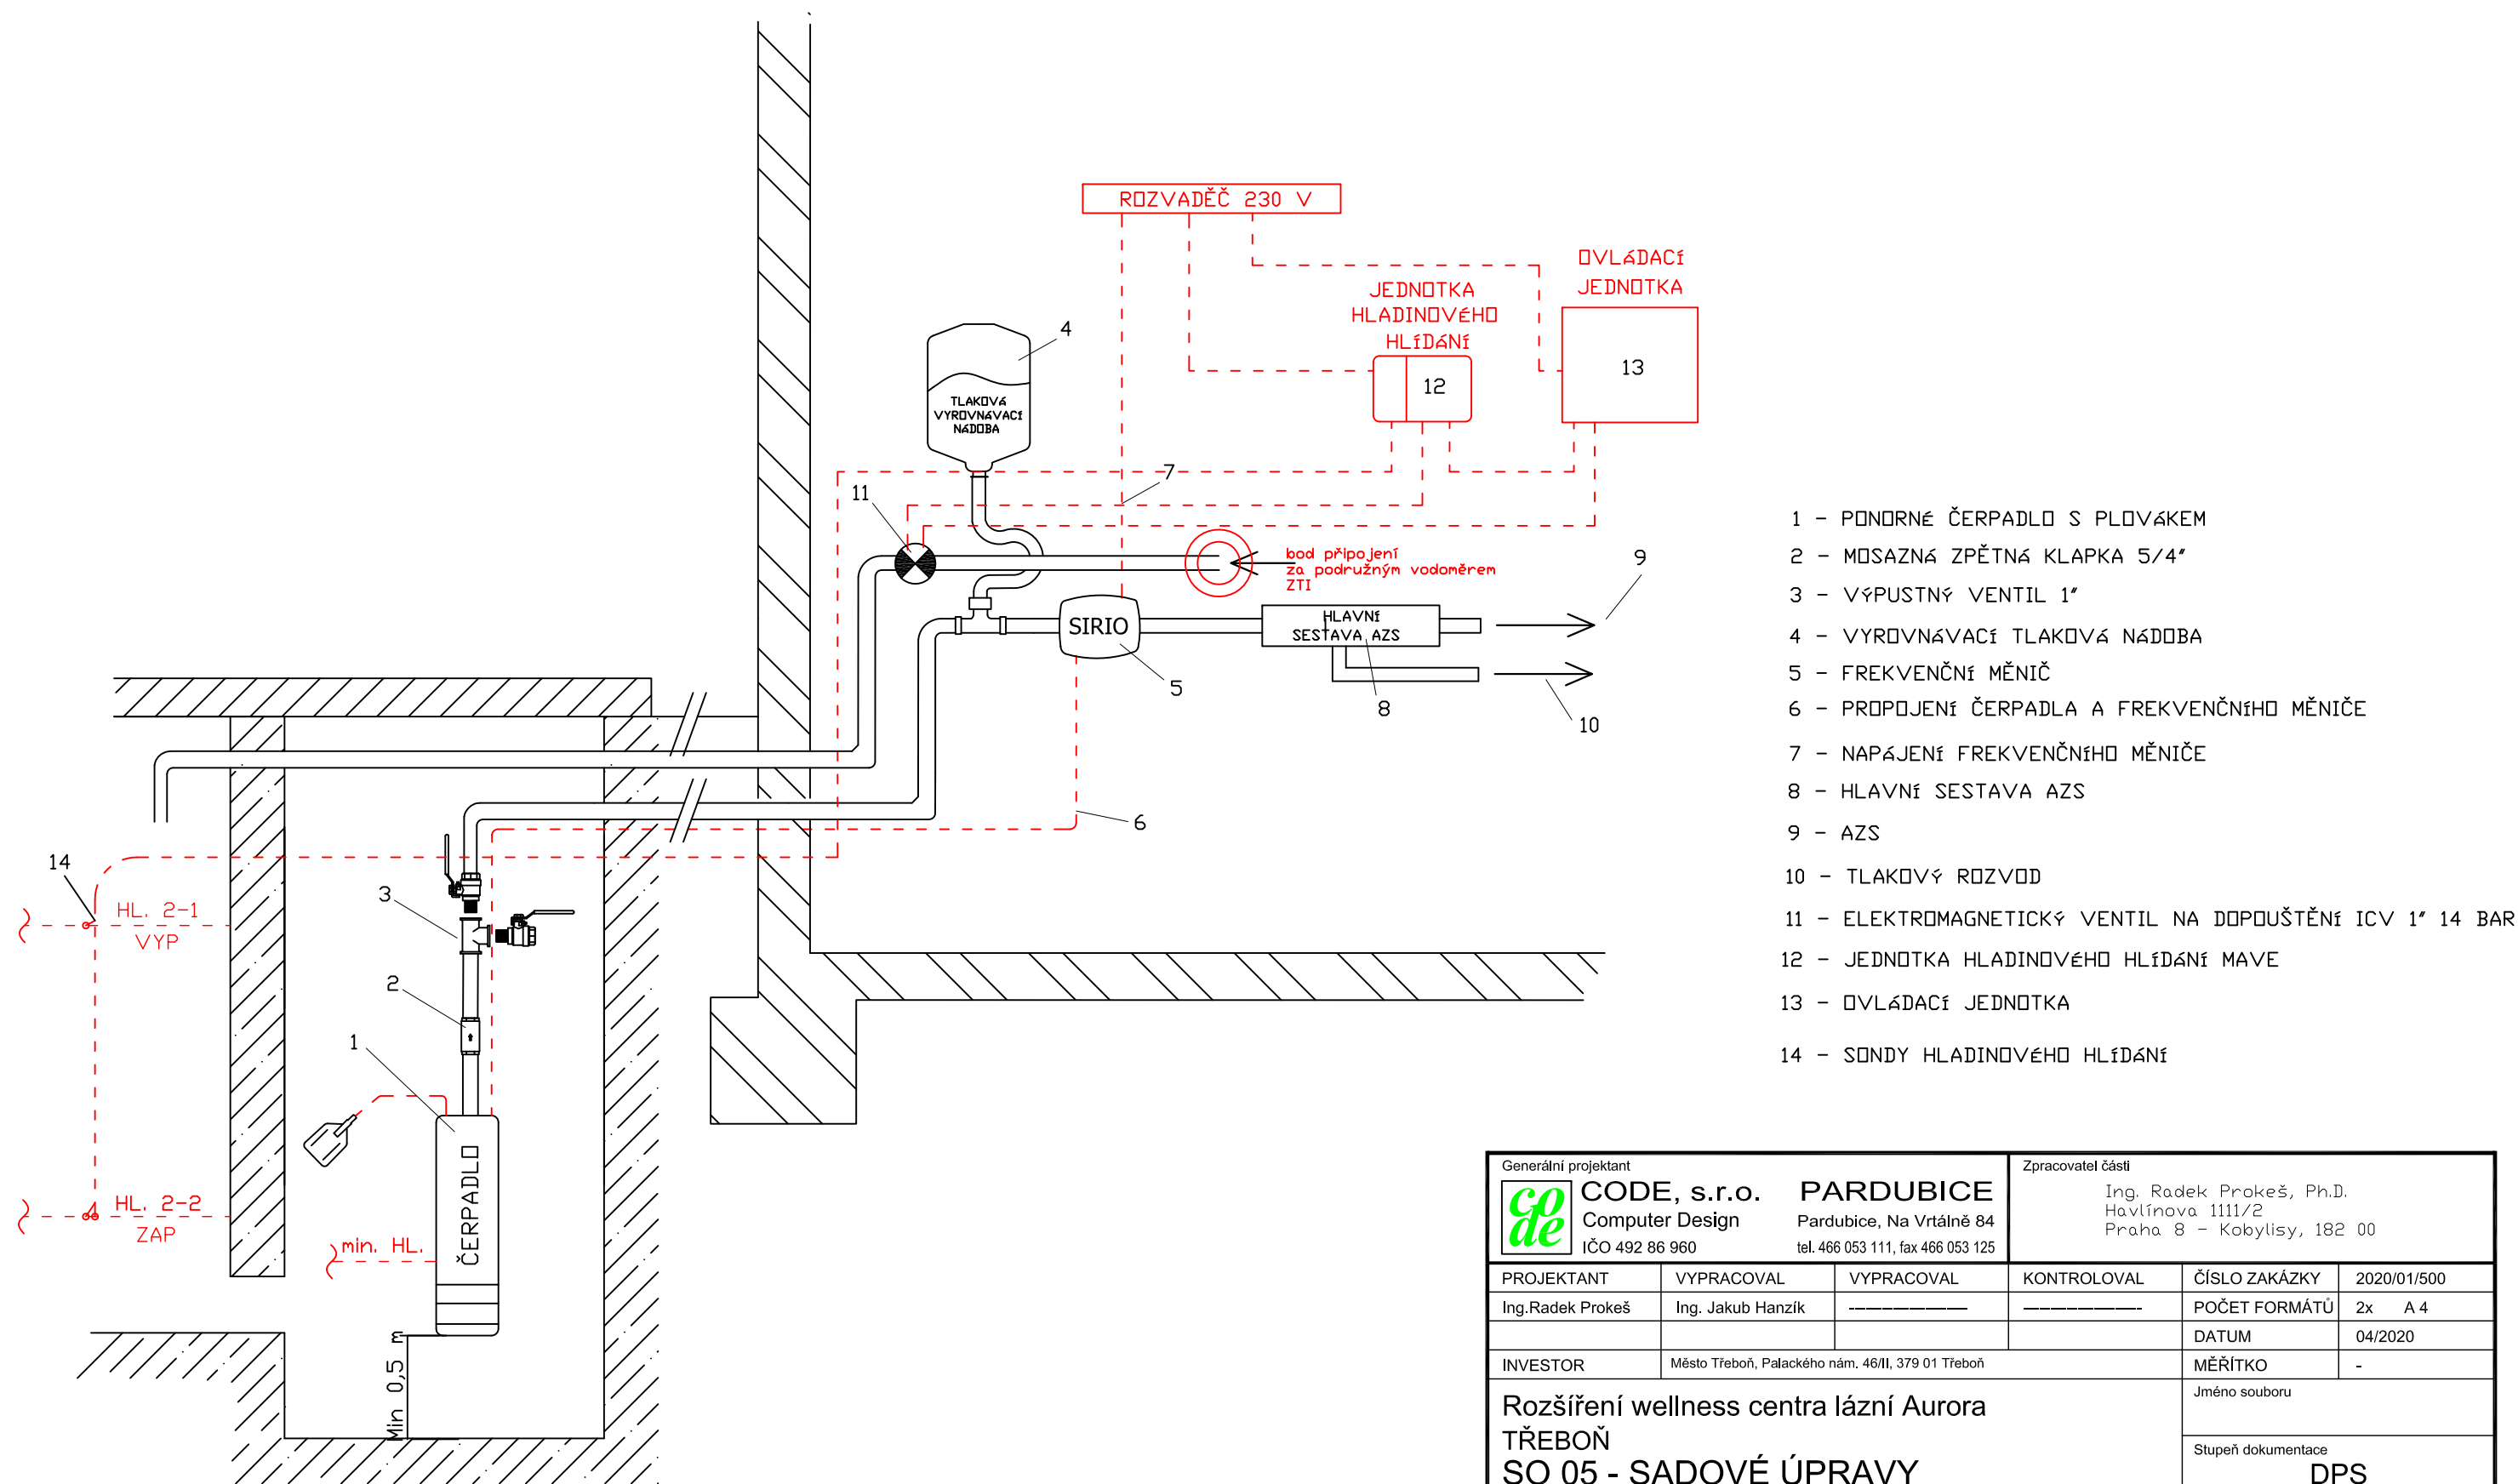 ROZVADĚČ 230 V
OVLÁDACÍ
JEDNOTKA
JEDNOTKA
HLADINOVÉHO
HLÍDÁNÍ
12
13
4
TLAKOVÁ
VYROVNÁVACÍ
NÁDOBA
7
11
bod připojení
za podružným vodoměrem
ZTI
9
SIRIO
HLAVNÍ
SESTAVA AZS
5
8
10
6
14
3
HL. 2-1
VYP
2
1
ČERPADLO
HL. 2-2
ZAP
min. HL.
Min 0,5 m
1 - PONORNÉ ČERPADLO S PLOVÁKEM
2 - MOSAZNÁ ZPĚTNÁ KLAPKA 5/4"
3 - VÝPUSTNÝ VENTIL 1"
4 - VYROVNÁVACÍ TLAKOVÁ NÁDOBA
5 - FREKVENČNÍ MĚNIČ
6 - PROPOJENÍ ČERPADLA A FREKVENČNÍHO MĚNIČE
7 - NAPÁJENÍ FREKVENČNÍHO MĚNIČE
8 - HLAVNÍ SESTAVA AZS
9 - AZS
10 - TLAKOVÝ ROZVOD
11 - ELEKTROMAGNETICKÝ VENTIL NA DOPOUŠTĚNÍ ICV 1" 14 BAR
12 - JEDNOTKA HLADINOVÉHO HLÍDÁNÍ MAVE
13 - OVLÁDACÍ JEDNOTKA
14 - SONDY HLADINOVÉHO HLÍDÁNÍ
Generální projektant
code
CODE, s.r.o. PARDUBICE
Computer Design Pardubice, Na Vrtálně 84
IČO 492 86 960 tel. 466 053 111, fax 466 053 125
Zpracovatel části
Ing. Radek Prokeš, Ph.D.
Havlínova 1111/2
Praha 8 - Kobylisy, 182 00
PROJEKTANT VYPRACOVAL VYPRACOVAL KONTROLOVAL ČÍSLO ZAKÁZKY 2020/01/500
Ing.Radek Prokeš Ing. Jakub Hanzík -------------------- -------------------- POČET FORMÁTŮ 2x A 4
DATUM 04/2020
INVESTOR Město Třeboň, Palackého nám. 46/II, 379 01 Třeboň MĚŘÍTKO -
Rozšíření wellness centra lázní Aurora
TŘEBOŇ
SO 05 - SADOVÉ ÚPRAVY
Jméno souboru
Stupeň dokumentace
DPS